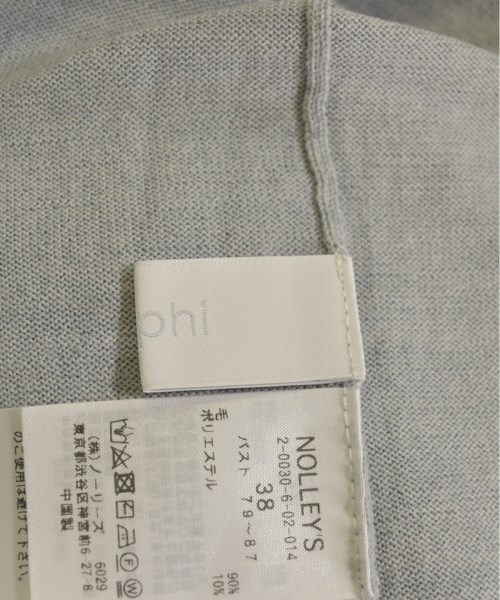 phi
NOLLEY'S
2-0030-6-02-014
38
バスト 79～87
毛 90%
ポリエステル 10%
(株)ノーリーズ 6029
東京都渋谷区神宮前6-27-8
中国製
のご使用は避けて下さい。